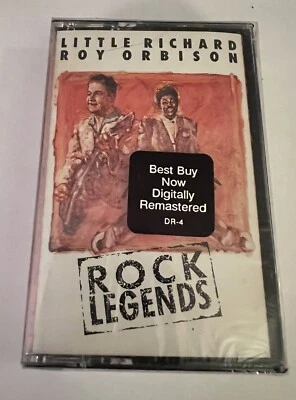 LITTLE RICHARD
ROY ORBISON
Best Buy
Now
Digitally
Remastered
DR-4
ROCK
LEGENDS